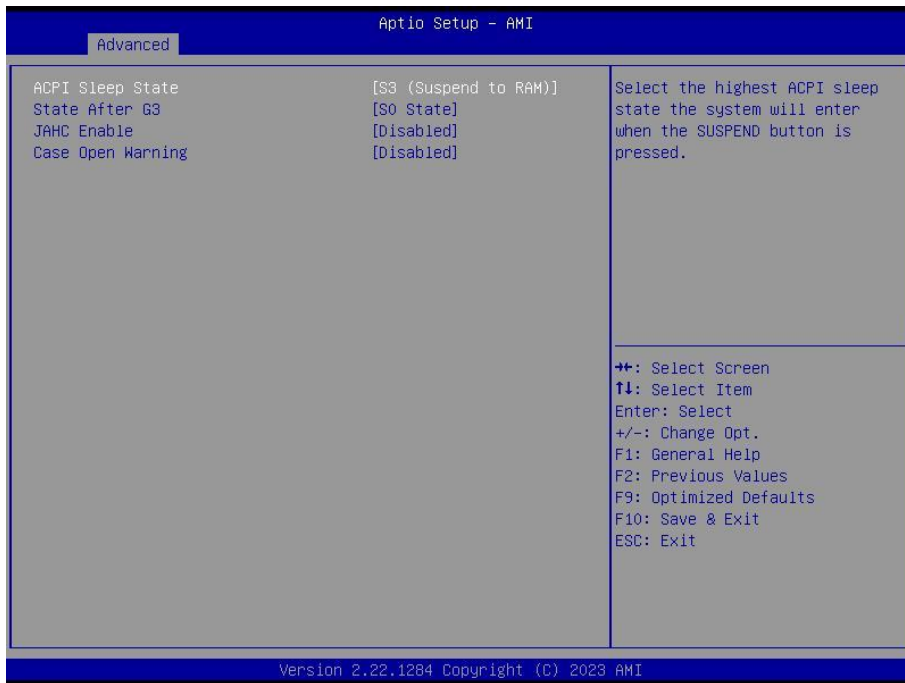 Aptio Setup - AMI
Advanced
ACPI Sleep State [S3 (Suspend to RAM)]
State After G3 [S0 State]
JAHC Enable [Disabled]
Case Open Warning [Disabled]
Select the highest ACPI sleep
state the system will enter
when the SUSPEND button is
pressed.
→←: Select Screen
↑↓: Select Item
Enter: Select
+/-: Change Opt.
F1: General Help
F2: Previous Values
F9: Optimized Defaults
F10: Save & Exit
ESC: Exit
Version 2.22.1284 Copyright (C) 2023 AMI